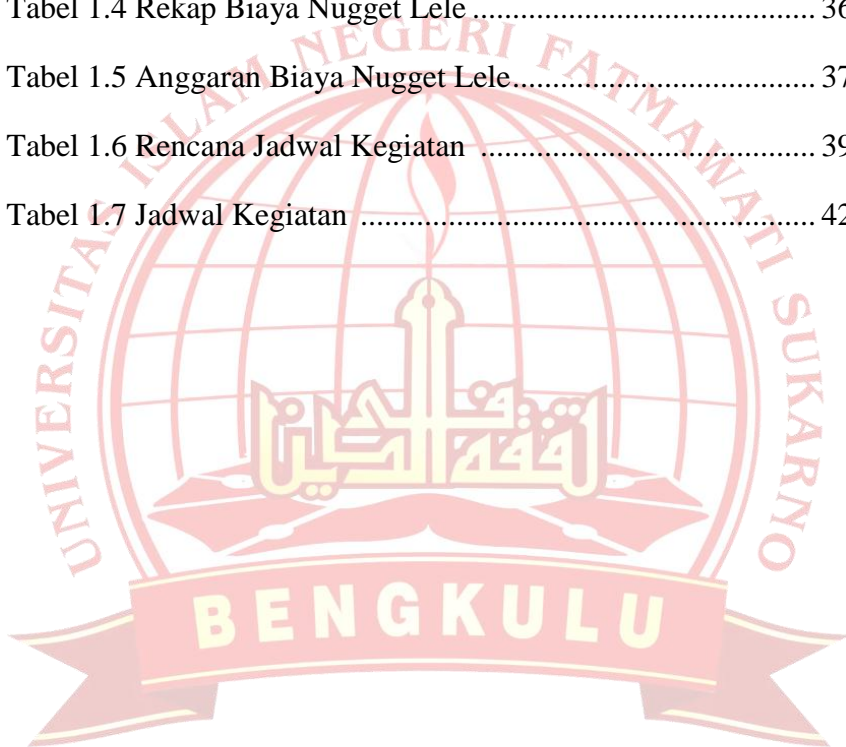 Tabel 1.4 Rekap Biaya Nugget Lele ...................................... 36
Tabel 1.5 Anggaran Biaya Nugget Lele.................................. 37
Tabel 1.6 Rencana Jadwal Kegiatan ..................................... 39
Tabel 1.7 Jadwal Kegiatan .................................................. 42
UNIVERSITAS ISLAM NEGERI FATMAWATI SUKARNO
BENGKULU